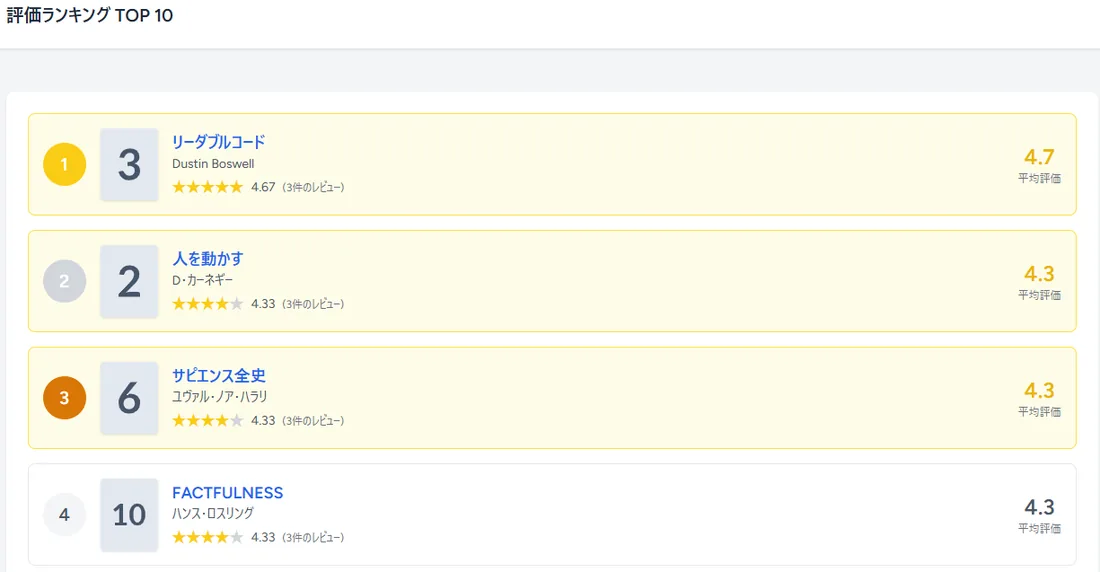 評価ランキング TOP 10
1
3
リーダブルコード
Dustin Boswell
★★★★★ 4.67 (3件のレビュー)
4.7
平均評価
2
2
人を動かす
D・カーネギー
★★★★★ 4.33 (3件のレビュー)
4.3
平均評価
3
6
サピエンス全史
ユヴァル・ノア・ハラリ
★★★★★ 4.33 (3件のレビュー)
4.3
平均評価
4
10
FACTFULNESS
ハンス・ロスリング
★★★★★ 4.33 (3件のレビュー)
4.3
平均評価